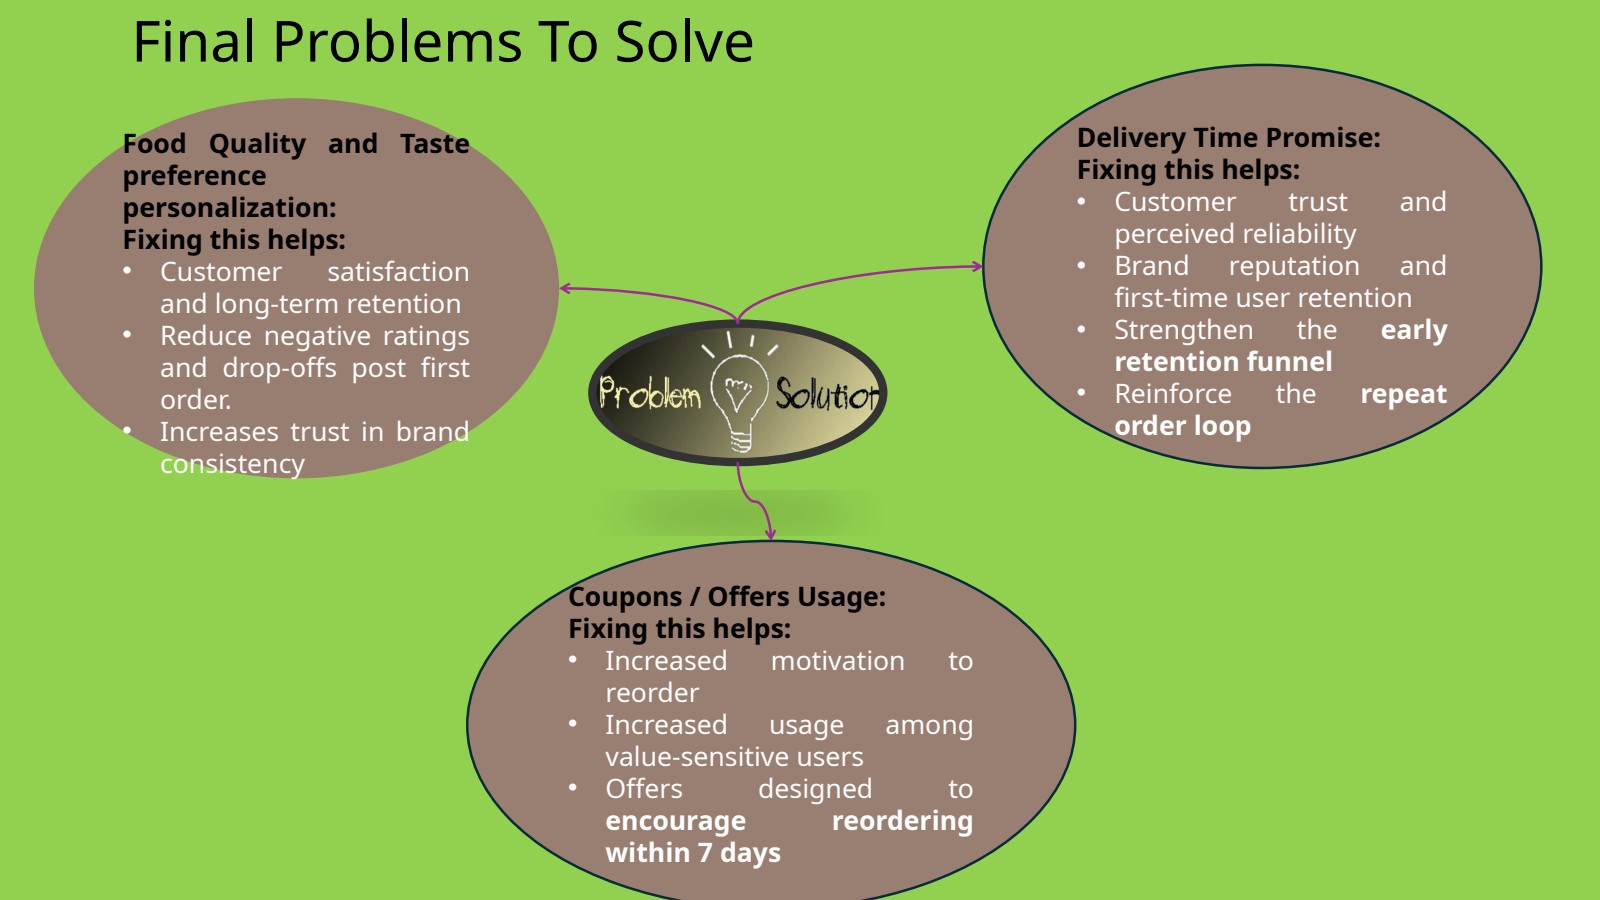 Final Problems To Solve
Food Quality and Taste
preference
personalization:
Fixing this helps:
• Customer satisfaction
and long-term retention
• Reduce negative ratings
and drop-offs post first
order.
• Increases trust in brand
consistency
Delivery Time Promise:
Fixing this helps:
• Customer trust and
perceived reliability
• Brand reputation and
first-time user retention
• Strengthen the early
retention funnel
• Reinforce the repeat
order loop
Problem Solution
Coupons / Offers Usage:
Fixing this helps:
• Increased motivation to
reorder
• Increased usage among
value-sensitive users
• Offers designed to
encourage reordering
within 7 days